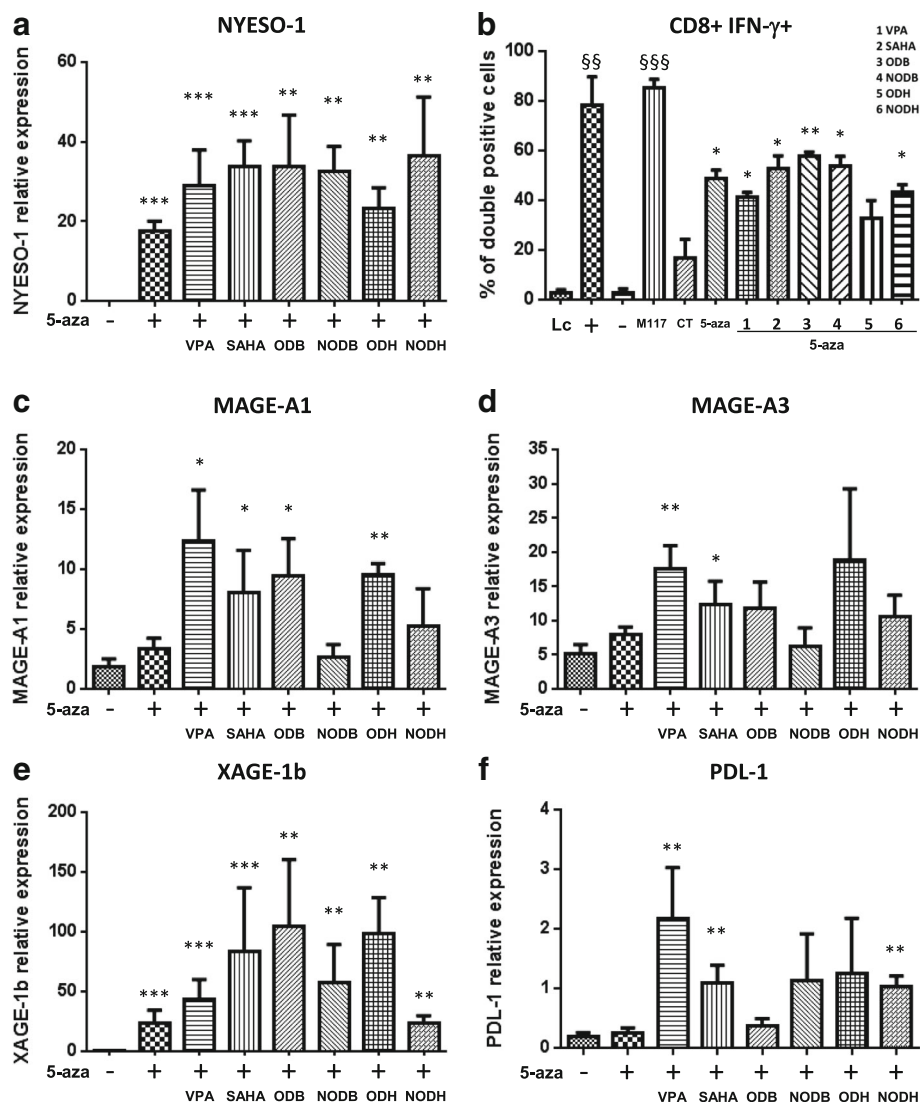 a
NYESO-1
NYESO-1 relative expression
60
40
20
0
***
***
***
**
**
**
**
5-aza - + + + + + + +
VPA SAHA ODB NODB ODH NODH
b
CD8+ IFN-γ+
1 VPA
2 SAHA
3 ODB
4 NODB
5 ODH
6 NODH
% of double positive cells
100
80
60
40
20
0
§§
§§§
*
*
*
**
*
*
Lc + - M117 CT 5-aza 1 2 3 4 5 6
5-aza
c
MAGE-A1
MAGE-A1 relative expression
20
15
10
5
0
*
*
*
**
5-aza - + + + + + + +
VPA SAHA ODB NODB ODH NODH
d
MAGE-A3
MAGE-A3 relative expression
35
30
25
20
15
10
5
0
**
*
5-aza - + + + + + + +
VPA SAHA ODB NODB ODH NODH
e
XAGE-1b
XAGE-1b relative expression
200
150
100
50
0
***
***
***
**
**
**
**
5-aza - + + + + + + +
VPA SAHA ODB NODB ODH NODH
f
PDL-1
PDL-1 relative expression
4
3
2
1
0
**
**
**
5-aza - + + + + + + +
VPA SAHA ODB NODB ODH NODH